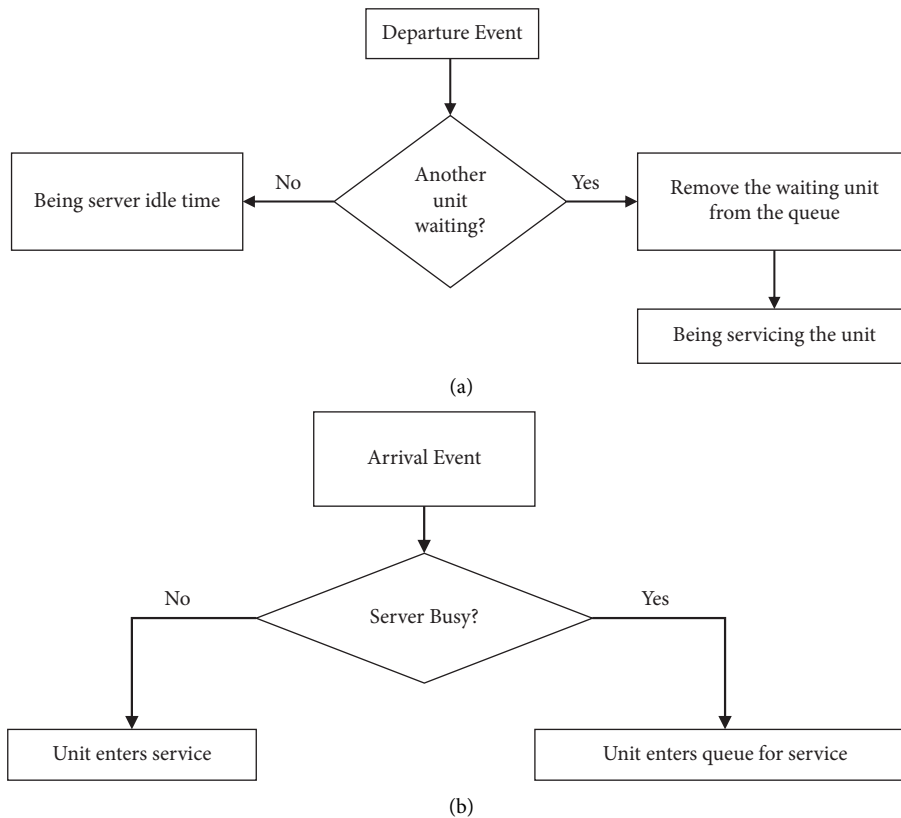 Departure Event
Another
unit
waiting?
No
Yes
Being server idle time
Remove the waiting unit
from the queue
Being servicing the unit
(a)
Arrival Event
Server Busy?
No
Yes
Unit enters service
Unit enters queue for service
(b)